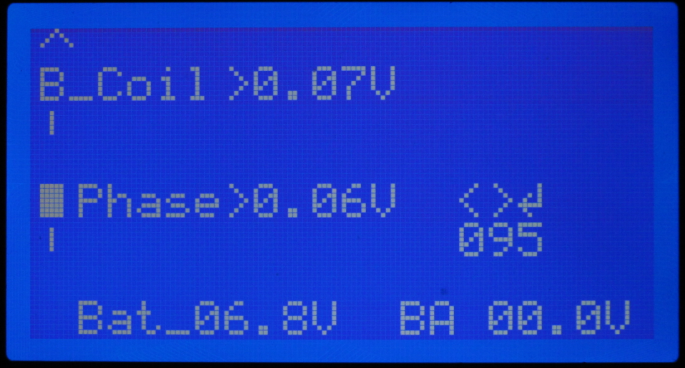 ^
B_Coil >0.07V
|
█ Phase>0.06V <>↲
| 095
Bat_06.8V BA 00.0V